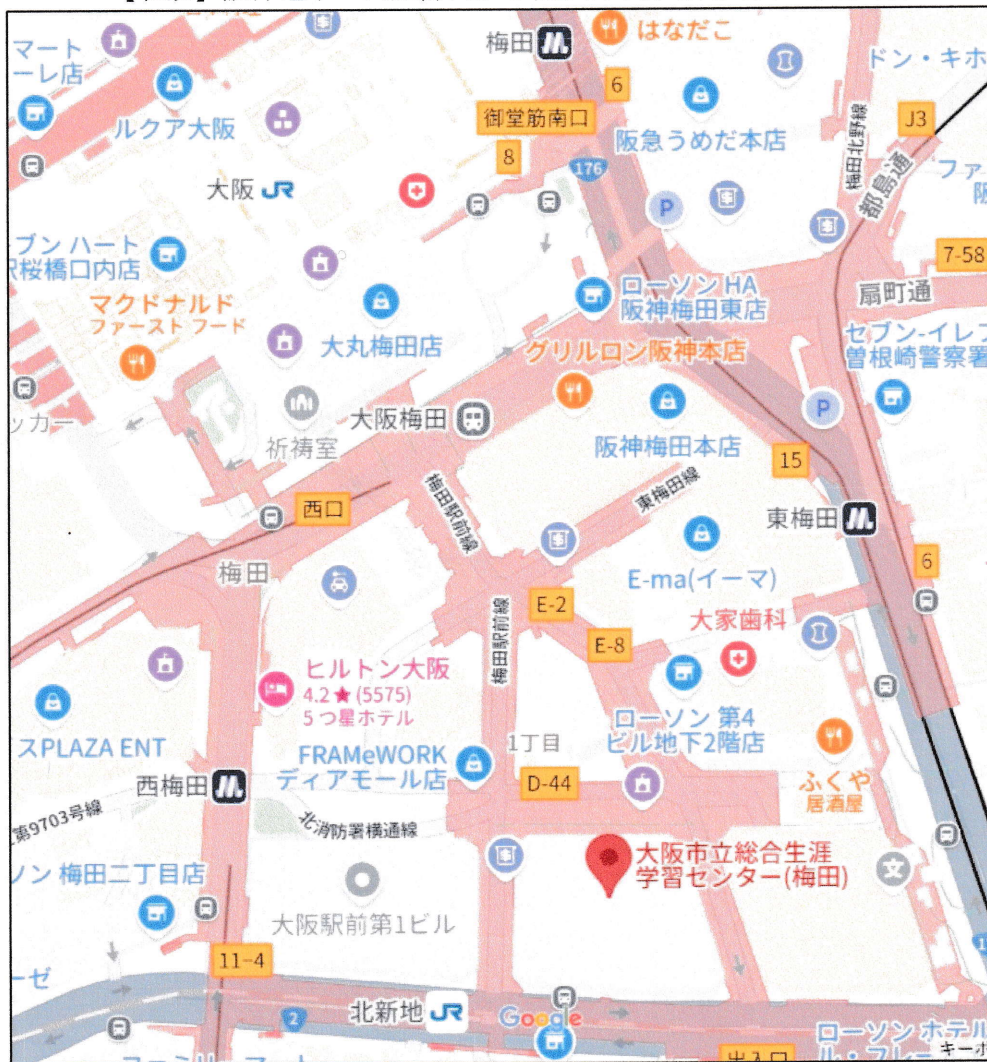 梅田
はなだこ
マート
ーレ店
ドン・キホ
6
ルクア大阪
御堂筋南口
阪急うめだ本店
J3
梅田北野線
8
176
都島通
大阪 JR
P
ブン ハート
桜橋口内店
7-58
ローソン HA
阪神梅田東店
扇町通
マクドナルド
ファースト フード
大丸梅田店
セブン-イレブ
曽根崎警察署
グリルロン阪神本店
ッカー
大阪梅田
P
祈祷室
阪神梅田本店
15
西口
梅田駅前線
東梅田線
東梅田
梅田
E-ma(イーマ)
6
E-2
大家歯科
E-8
梅田駅前線
ヒルトン大阪
4.2★(5575)
5 つ星ホテル
ローソン 第4
ビル地下2階店
スPLAZA ENT
FRAMeWORK
ディアモール店
1丁目
西梅田
D-44
ふくや
居酒屋
第9703号線
北消防署横通線
大阪市立総合生涯
学習センター(梅田)
ソン 梅田二丁目店
大阪駅前第1ビル
11-4
ーゼ
北新地 JR
2
Google
ローソン ホテル
出入口
キーボ